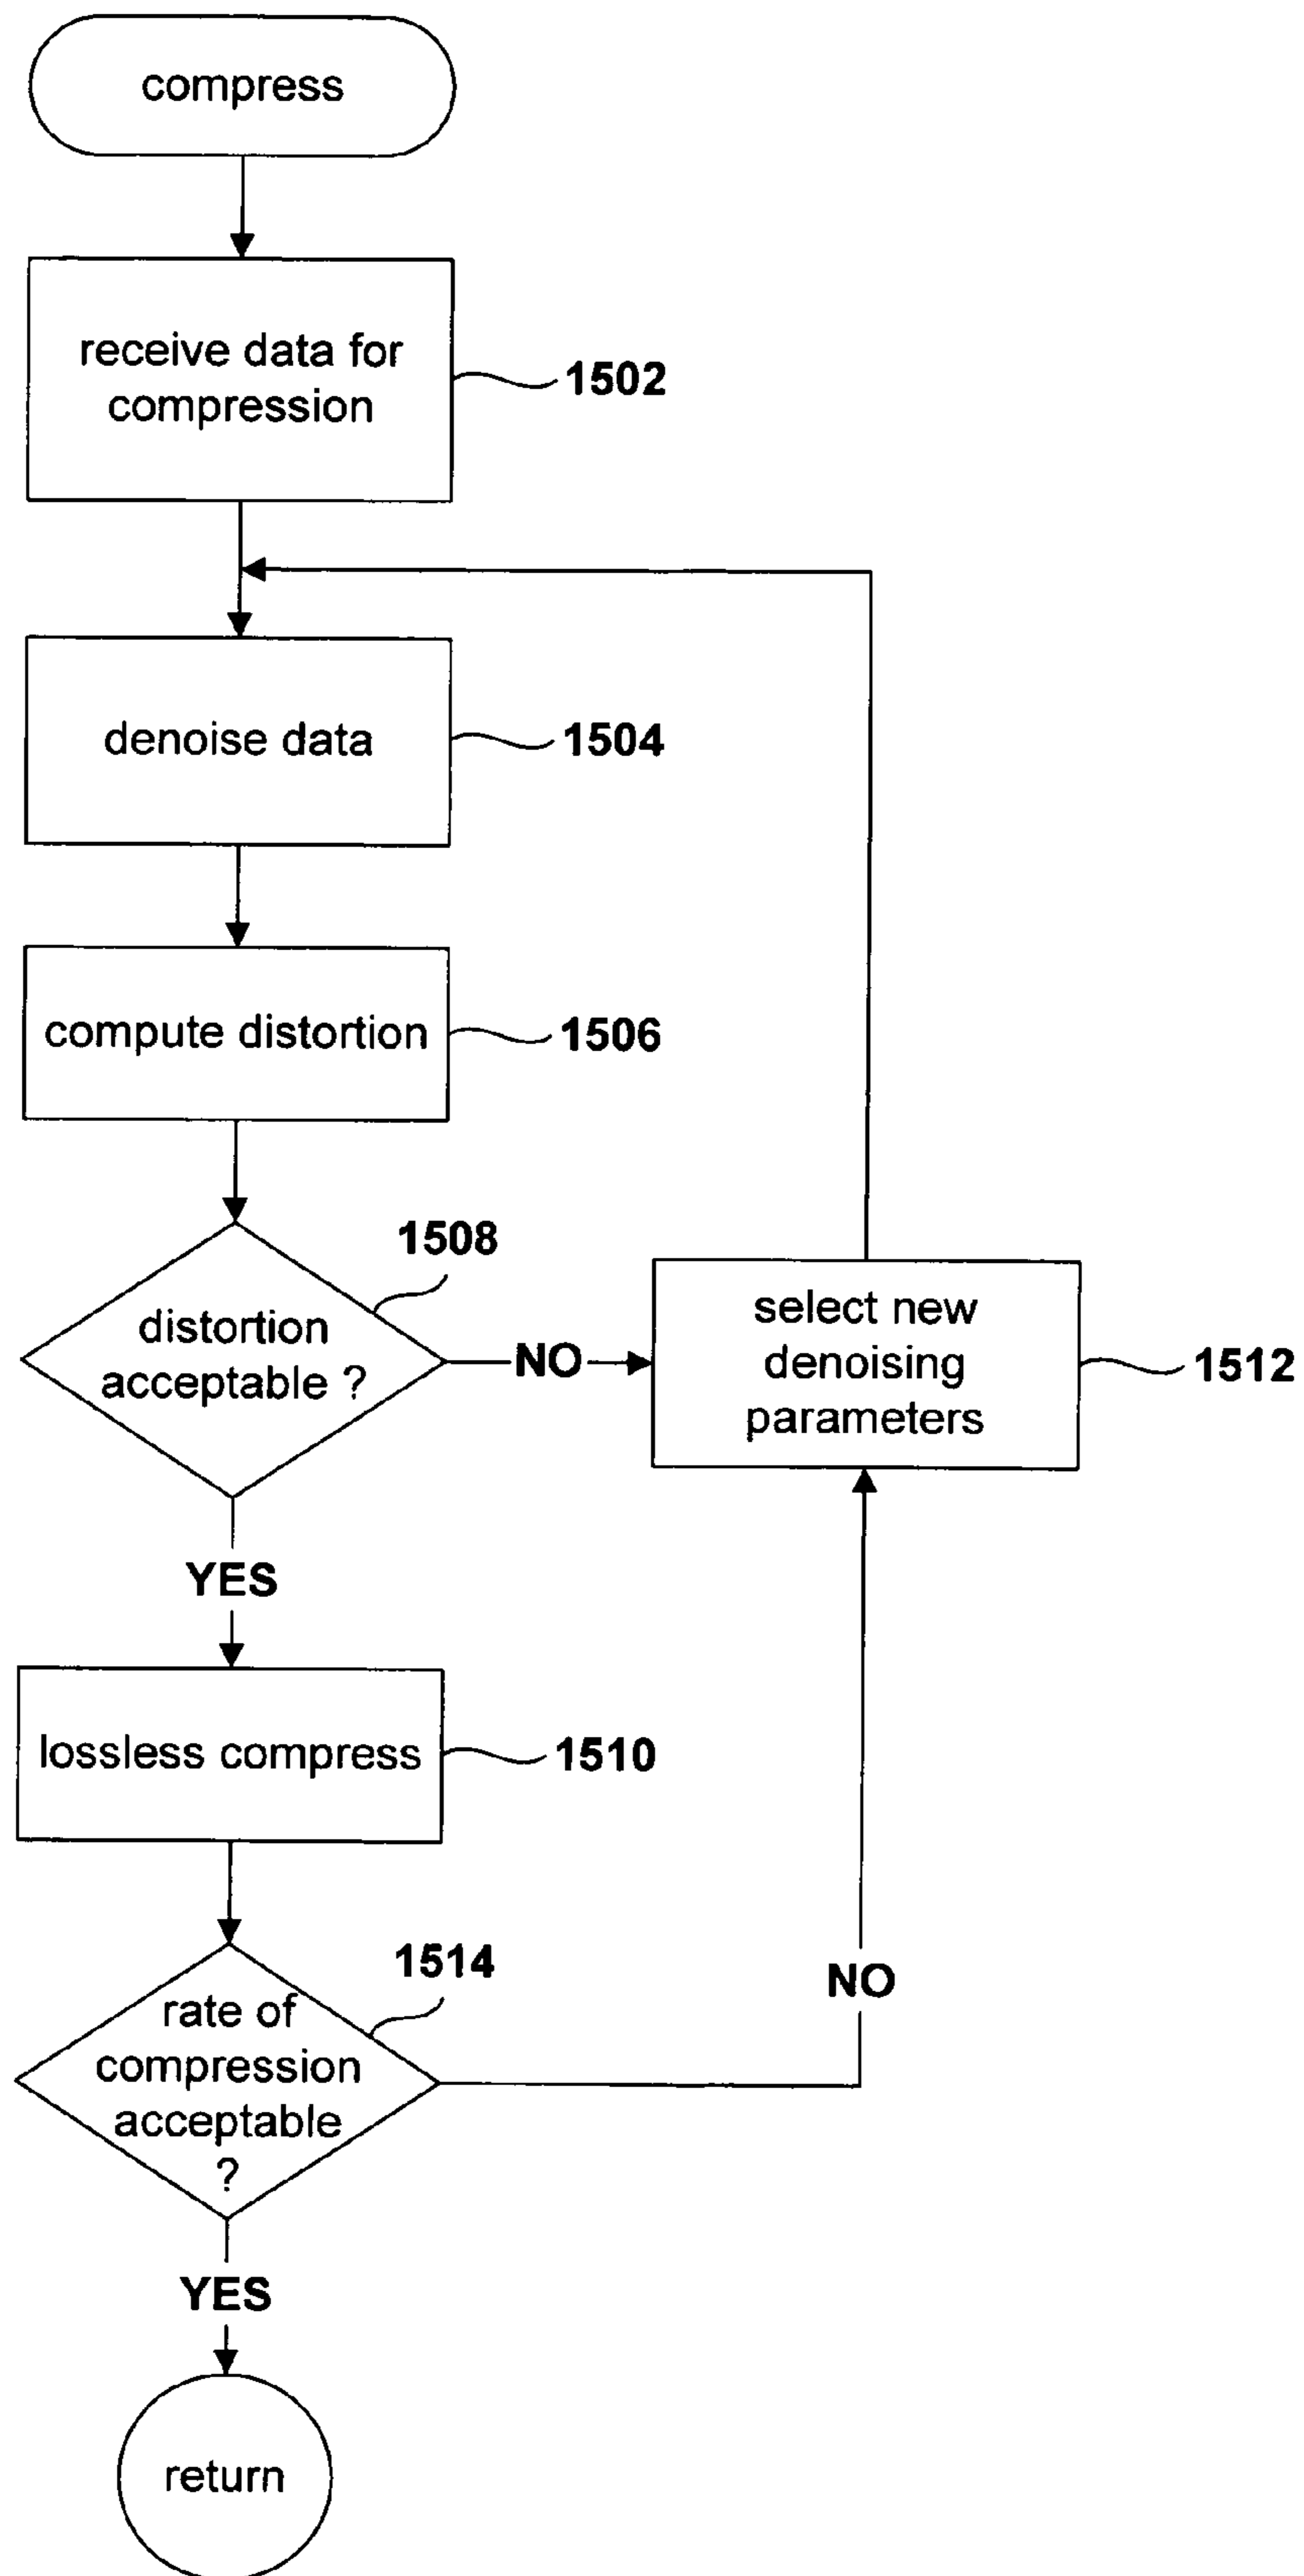 compress
receive data for
compression
1502
denoise data
1504
compute distortion
1506
1508
distortion
acceptable ?
NO
select new
denoising
parameters
1512
YES
lossless compress
1510
1514
rate of
compression
acceptable
?
NO
YES
return